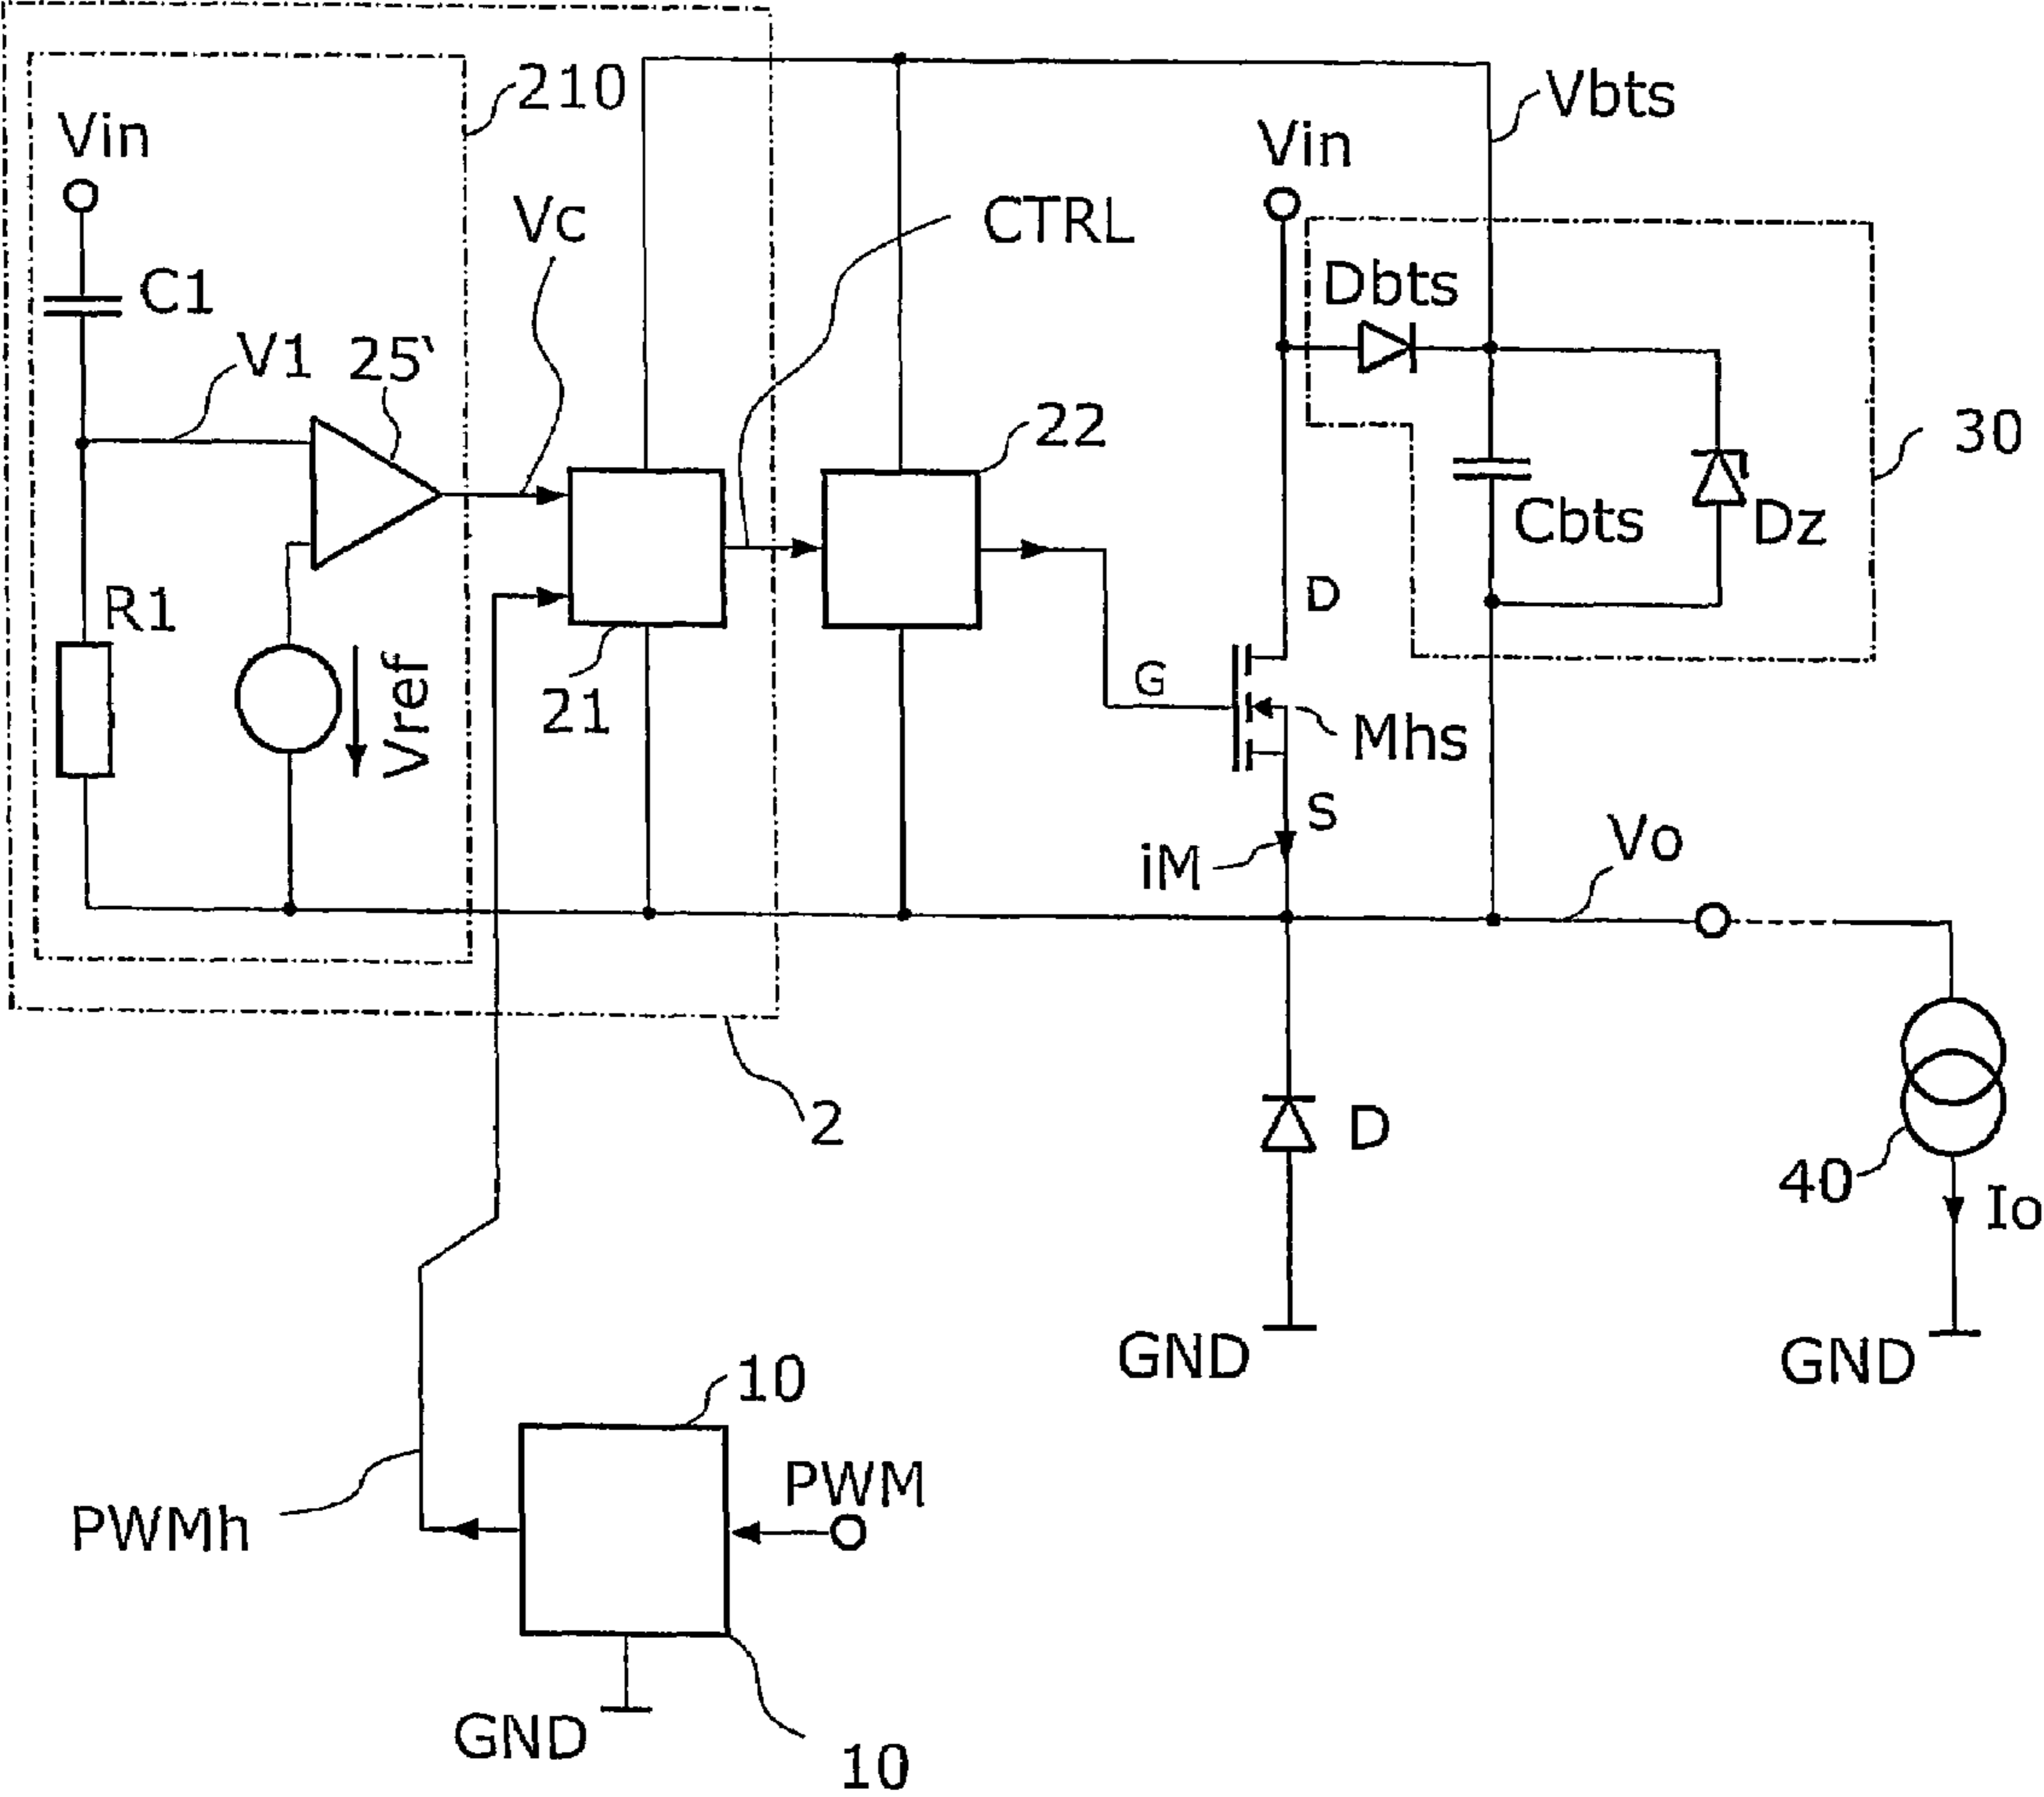 210
Vbts
Vin
Vin
Vc
CTRL
Dbts
C1
V1
25'
22
30
Cbts
Dz
D
R1
G
Vref
21
Mhs
S
iM
Vo
2
D
40
Io
GND
GND
10
PWM
PWMh
GND
10